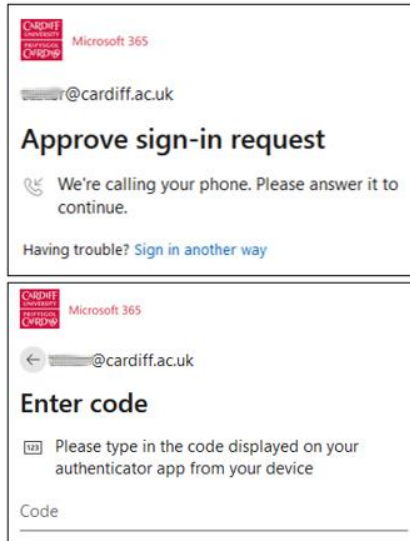 CARDIFF
UNIVERSITY
PRIFYSGOL
CAERDYDD
Microsoft 365
@cardiff.ac.uk
Approve sign-in request
We're calling your phone. Please answer it to
continue.
Having trouble? Sign in another way
CARDIFF
UNIVERSITY
PRIFYSGOL
CAERDYDD
Microsoft 365
@cardiff.ac.uk
Enter code
123
Please type in the code displayed on your
authenticator app from your device
Code